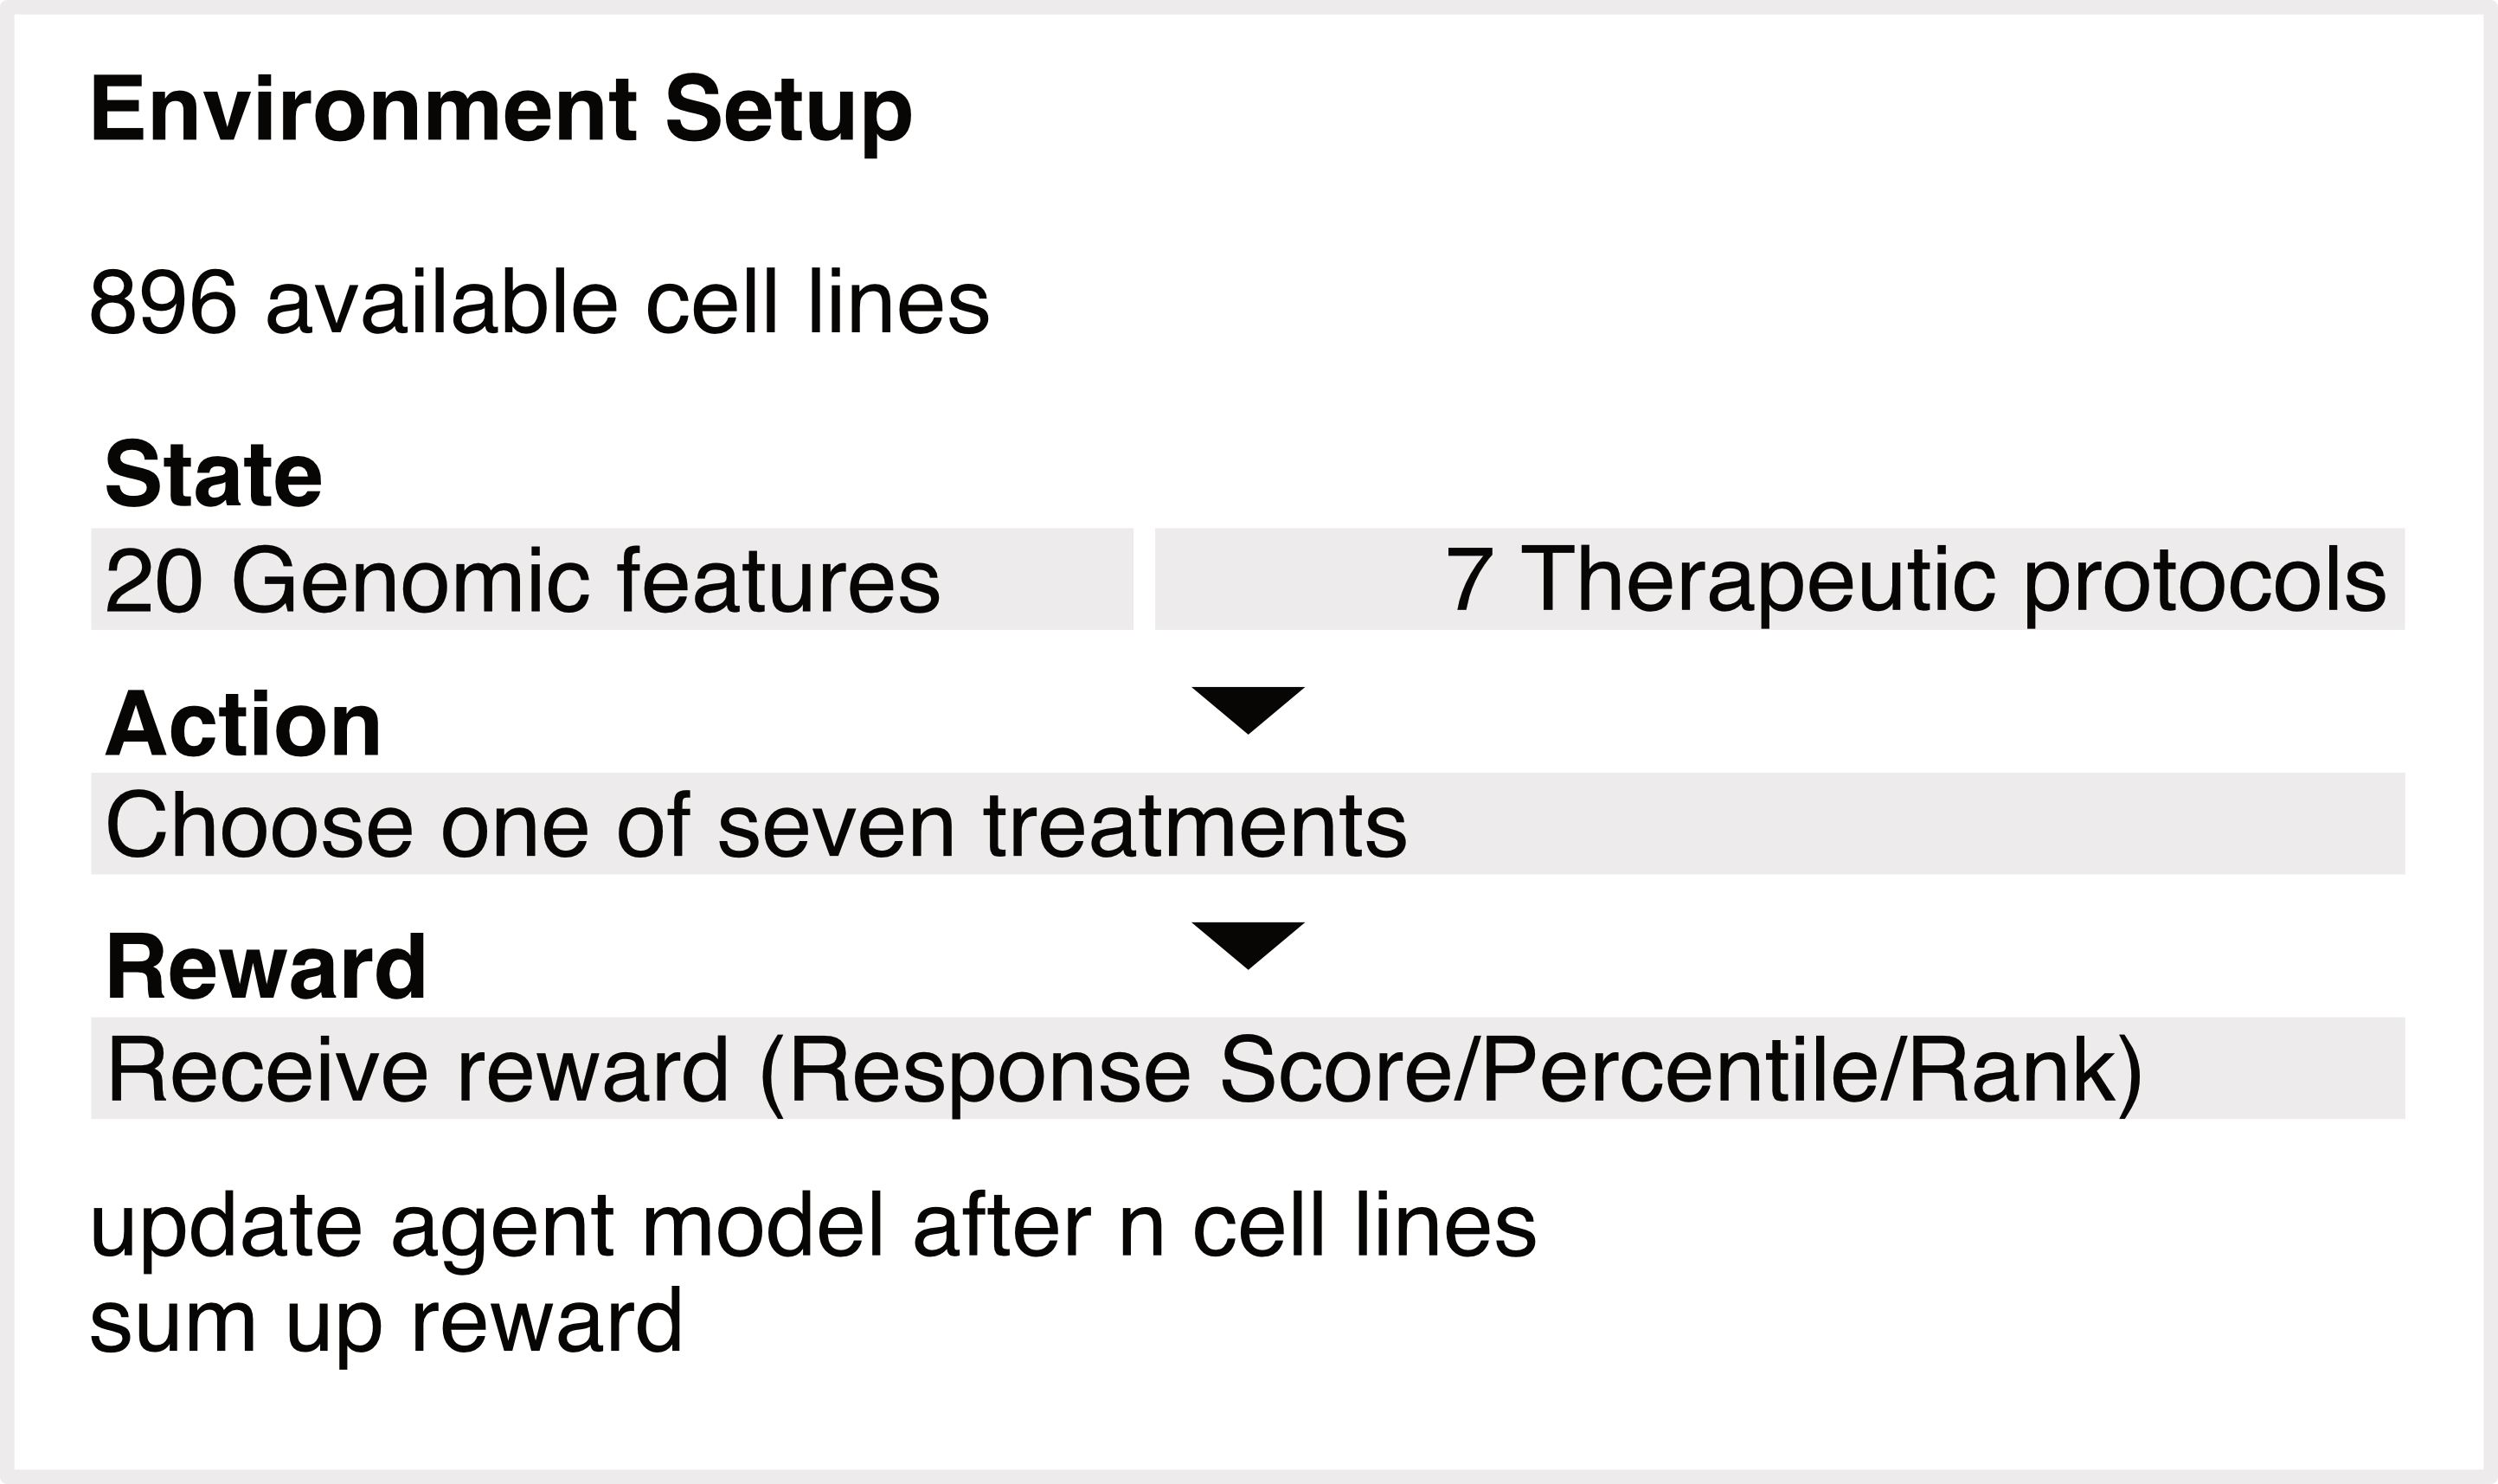 Environment Setup
896 available cell lines
State
20 Genomic features
7 Therapeutic protocols
Action
Choose one of seven treatments
Reward
Receive reward (Response Score/Percentile/Rank)
update agent model after n cell lines
sum up reward